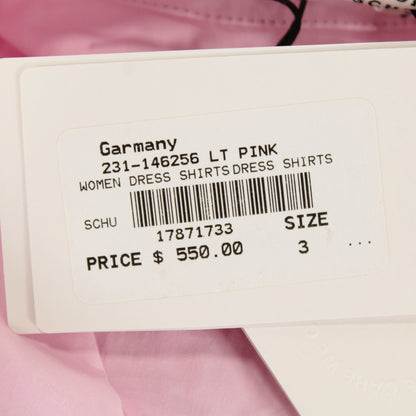 Garmany
231-146256 LT PINK
WOMEN DRESS SHIRTS DRESS SHIRTS
SCHU
17871733
SIZE
PRICE $ 550.00
3 ...